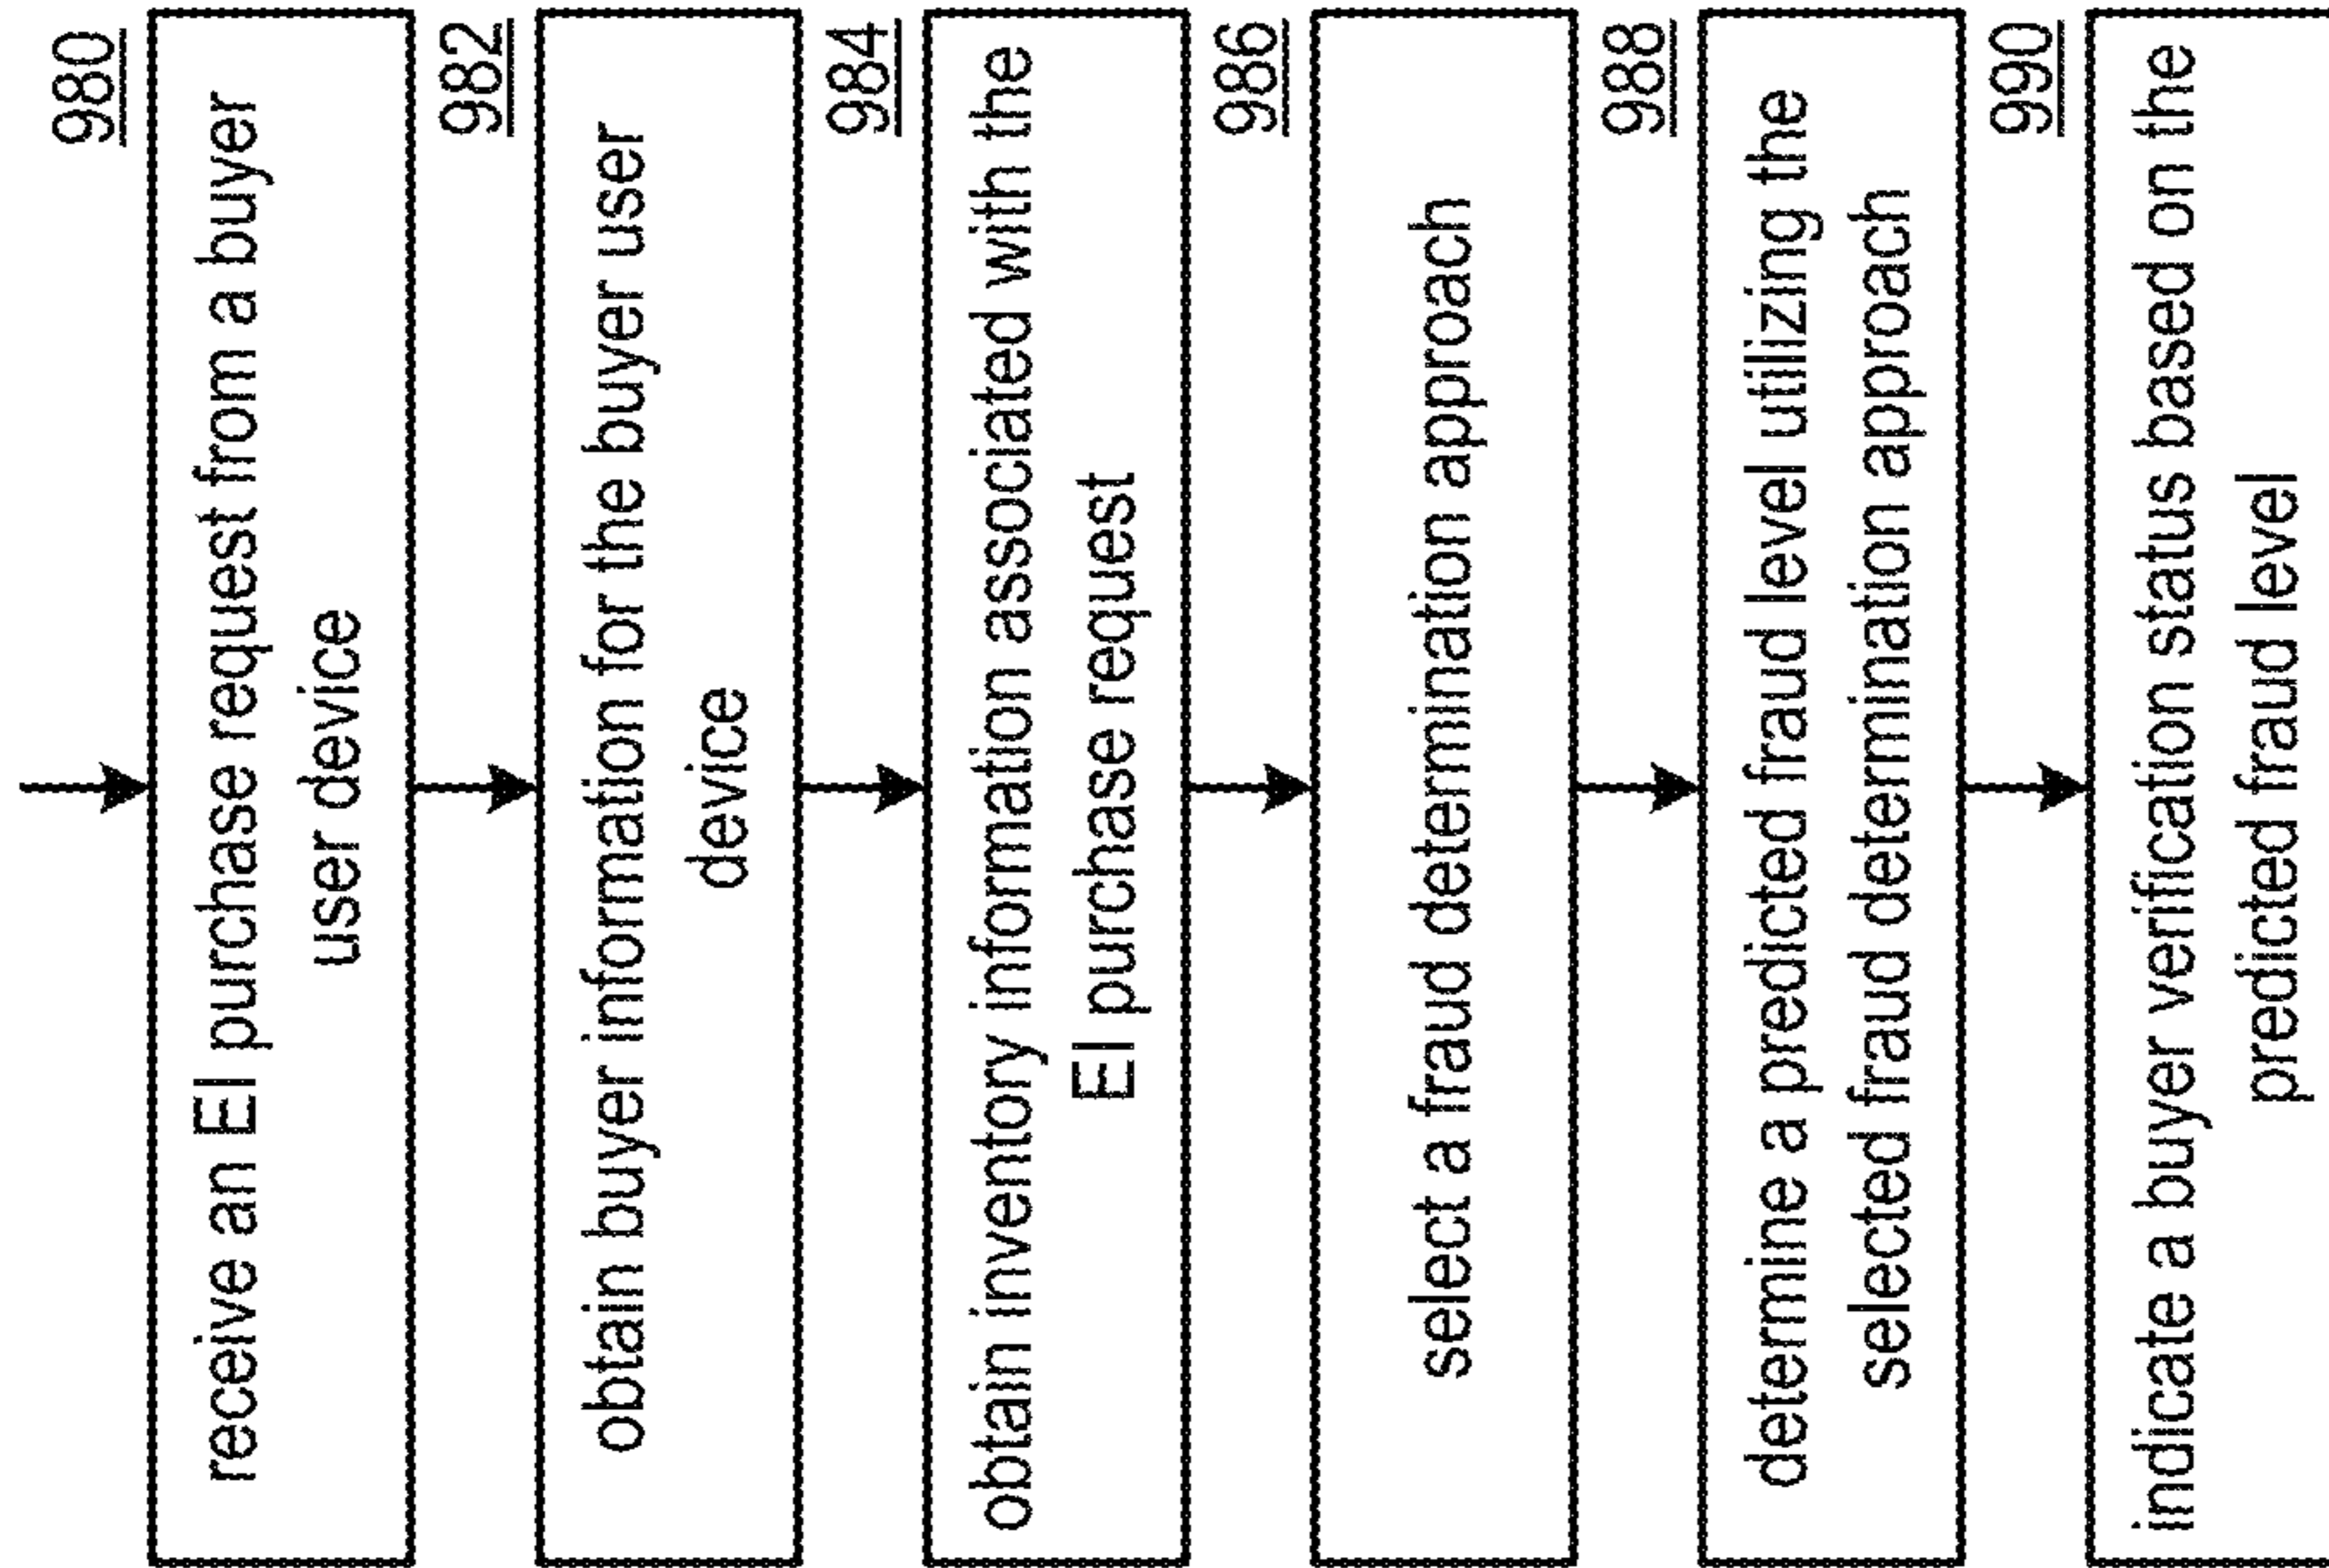 980
receive an EI purchase request from a buyer
user device
982
obtain buyer information for the buyer user
device
984
obtain inventory information associated with the
EI purchase request
986
select a fraud determination approach
988
determine a predicted fraud level utilizing the
selected fraud determination approach
990
indicate a buyer verification status based on the
predicted fraud level